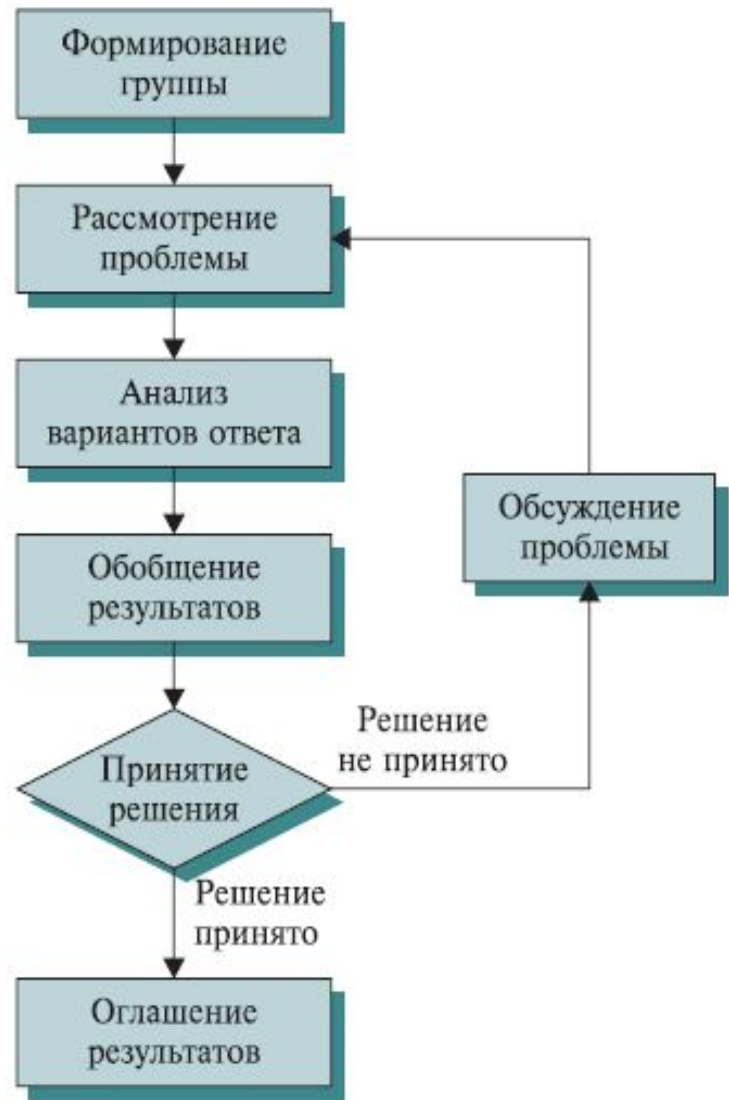 Формирование
группы
Рассмотрение
проблемы
Анализ
вариантов ответа
Обсуждение
проблемы
Обобщение
результатов
Решение
не принято
Принятие
решения
Решение
принято
Оглашение
результатов